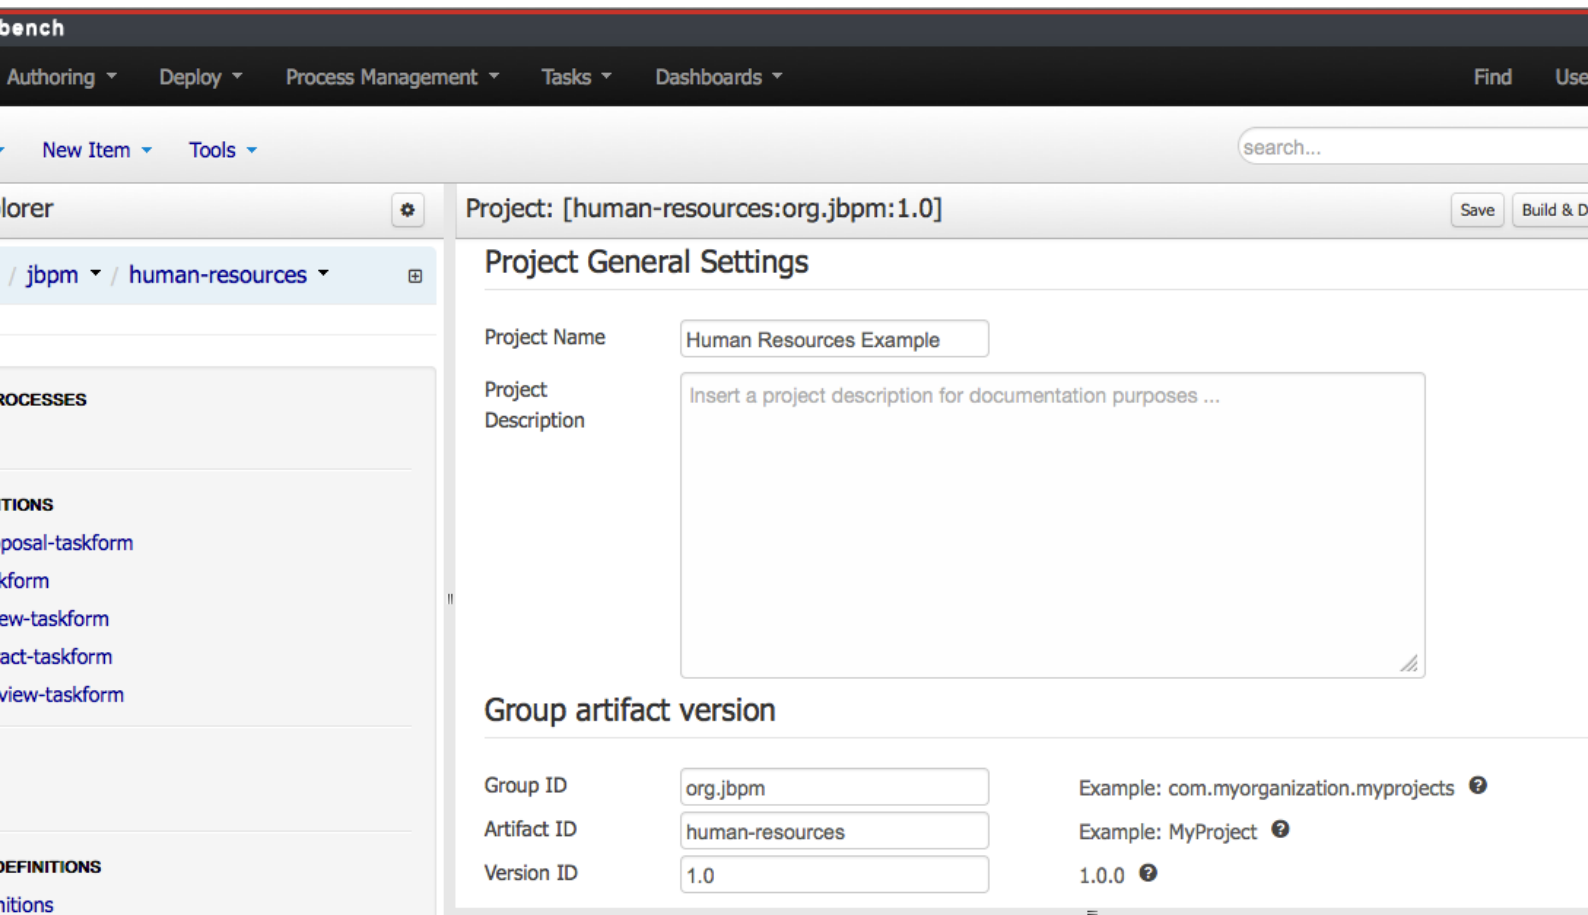 bench
Authoring Deploy Process Management Tasks Dashboards Find Use
New Item Tools search...
lorer
Project: [human-resources:org.jbpm:1.0] Save Build & D
/ jbpm / human-resources
Project General Settings
Project Name Human Resources Example
Project Description Insert a project description for documentation purposes ...
ROCESSES
ITIONS
posal-taskform
kform
ew-taskform
act-taskform
view-taskform
Group artifact version
Group ID org.jbpm Example: com.myorganization.myprojects
Artifact ID human-resources Example: MyProject
Version ID 1.0 1.0.0
DEFINITIONS
nitions